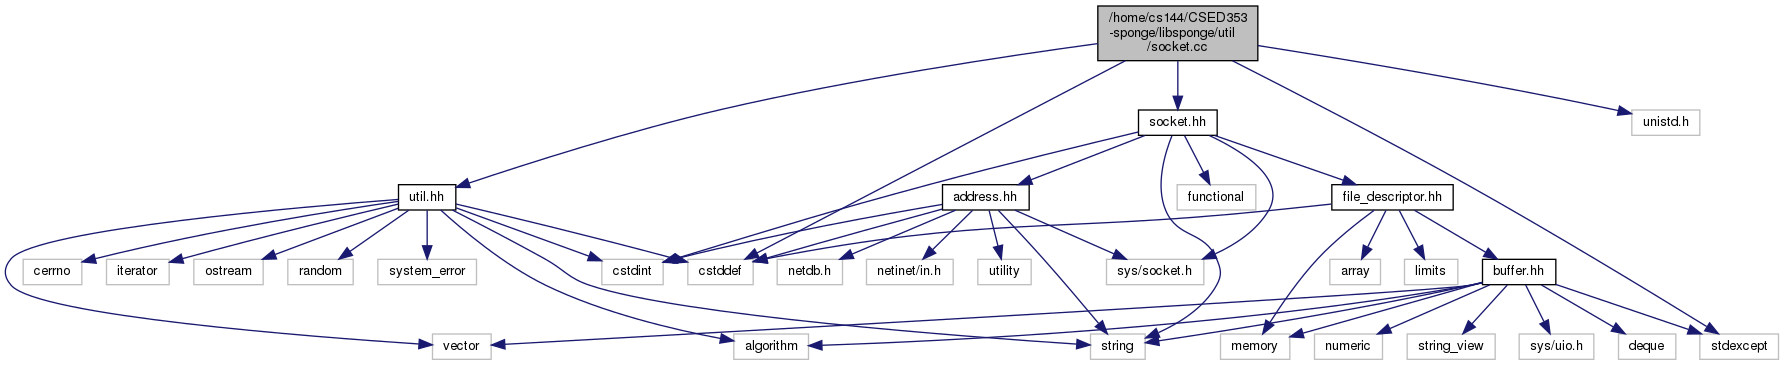 /home/cs144/CSED353
-sponge/libsponge/util
/socket.cc
socket.hh
unistd.h
util.hh
address.hh
functional
file_descriptor.hh
cerrno
iterator
ostream
random
system_error
cstdint
cstddef
netdb.h
netinet/in.h
utility
sys/socket.h
array
limits
buffer.hh
vector
algorithm
string
memory
numeric
string_view
sys/uio.h
deque
stdexcept